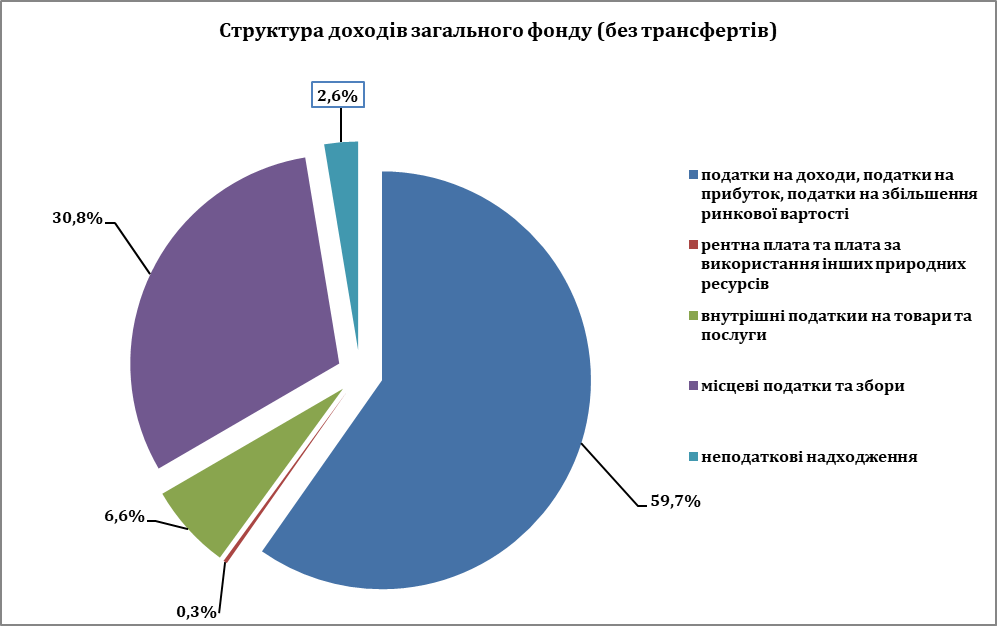 Структура доходів загального фонду (без трансфертів)
2,6%
30,8%
59,7%
6,6%
0,3%
податки на доходи, податки на
прибуток, податки на збільшення
ринкової вартості
рентна плата та плата за
використання інших природних
ресурсів
внутрішні податкии на товари та
послуги
місцеві податки та збори
неподаткові надходження